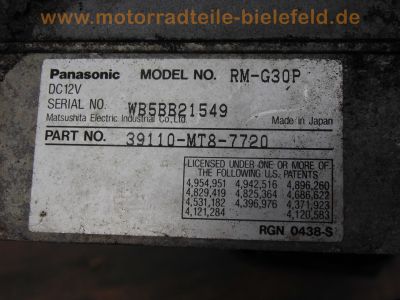 www.motorradteile-bielefeld.de
Panasonic MODEL NO. RM-G30P
DC12V
SERIAL NO. WB5BB21549
Matsushita Electric Industrial Co., Ltd. Made in Japan
PART NO. 39110-MT8-7720
LICENSED UNDER ONE OR MORE OF
THE FOLLOWING U.S. PATENTS
4,954,951 4,942,516 4,896,260
4,829,419 4,825,364 4,686,622
4,531,182 4,396,976 4,371,923
4,121,284 4,120,583
RGN 0438-S